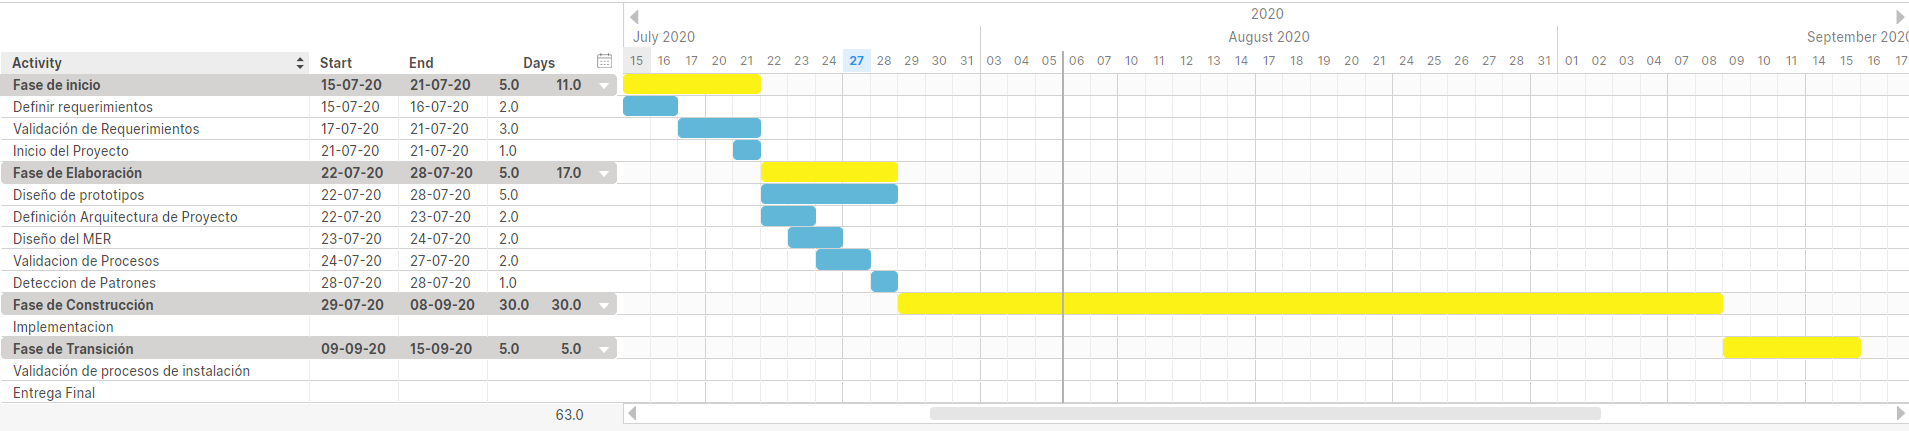 2020
July 2020 August 2020 September 2020
Activity Start End Days 15 16 17 20 21 22 23 24 27 28 29 30 31 03 04 05 06 07 10 11 12 13 14 17 18 19 20 21 24 25 26 27 28 31 01 02 03 04 07 08 09 10 11 14 15 16 17
Fase de inicio 15-07-20 21-07-20 5.0 11.0
Definir requerimientos 15-07-20 16-07-20 2.0
Validación de Requerimientos 17-07-20 21-07-20 3.0
Inicio del Proyecto 21-07-20 21-07-20 1.0
Fase de Elaboración 22-07-20 28-07-20 5.0 17.0
Diseño de prototipos 22-07-20 28-07-20 5.0
Definición Arquitectura de Proyecto 22-07-20 23-07-20 2.0
Diseño del MER 23-07-20 24-07-20 2.0
Validacion de Procesos 24-07-20 27-07-20 2.0
Deteccion de Patrones 28-07-20 28-07-20 1.0
Fase de Construcción 29-07-20 08-09-20 30.0 30.0
Implementacion
Fase de Transición 09-09-20 15-09-20 5.0 5.0
Validación de procesos de instalación
Entrega Final
63.0